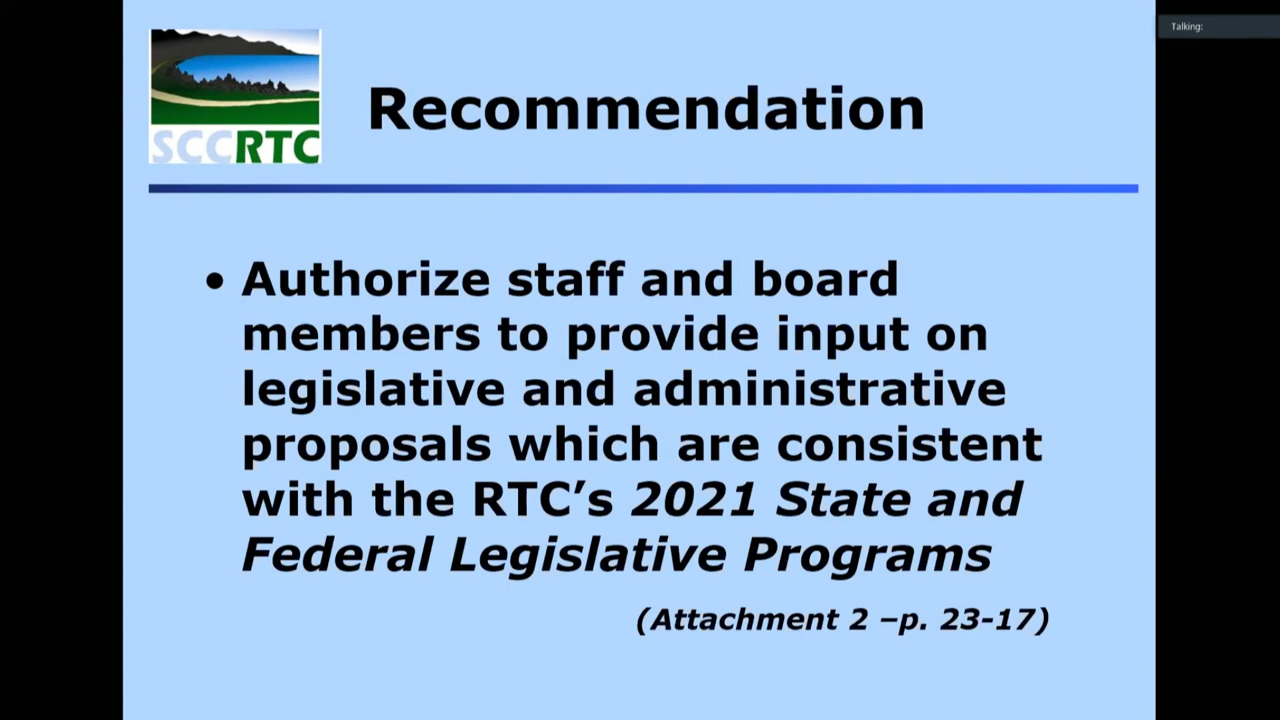 Talking:
SCCRTC
Recommendation
• Authorize staff and board
members to provide input on
legislative and administrative
proposals which are consistent
with the RTC’s 2021 State and
Federal Legislative Programs
(Attachment 2 –p. 23-17)